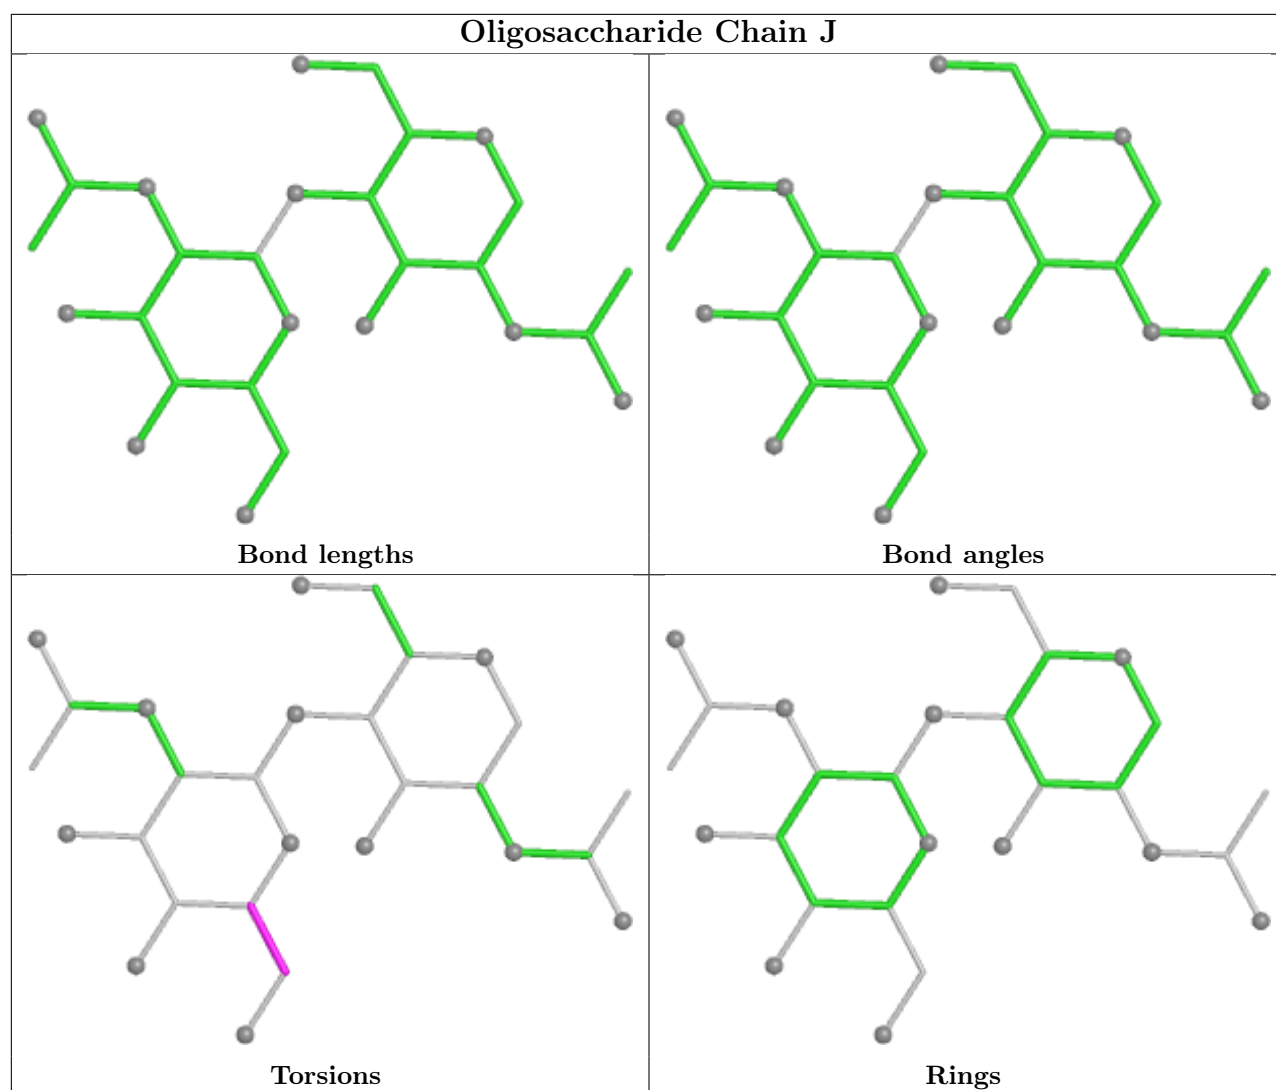 Oligosaccharide Chain J
Bond lengths
Bond angles
Torsions
Rings